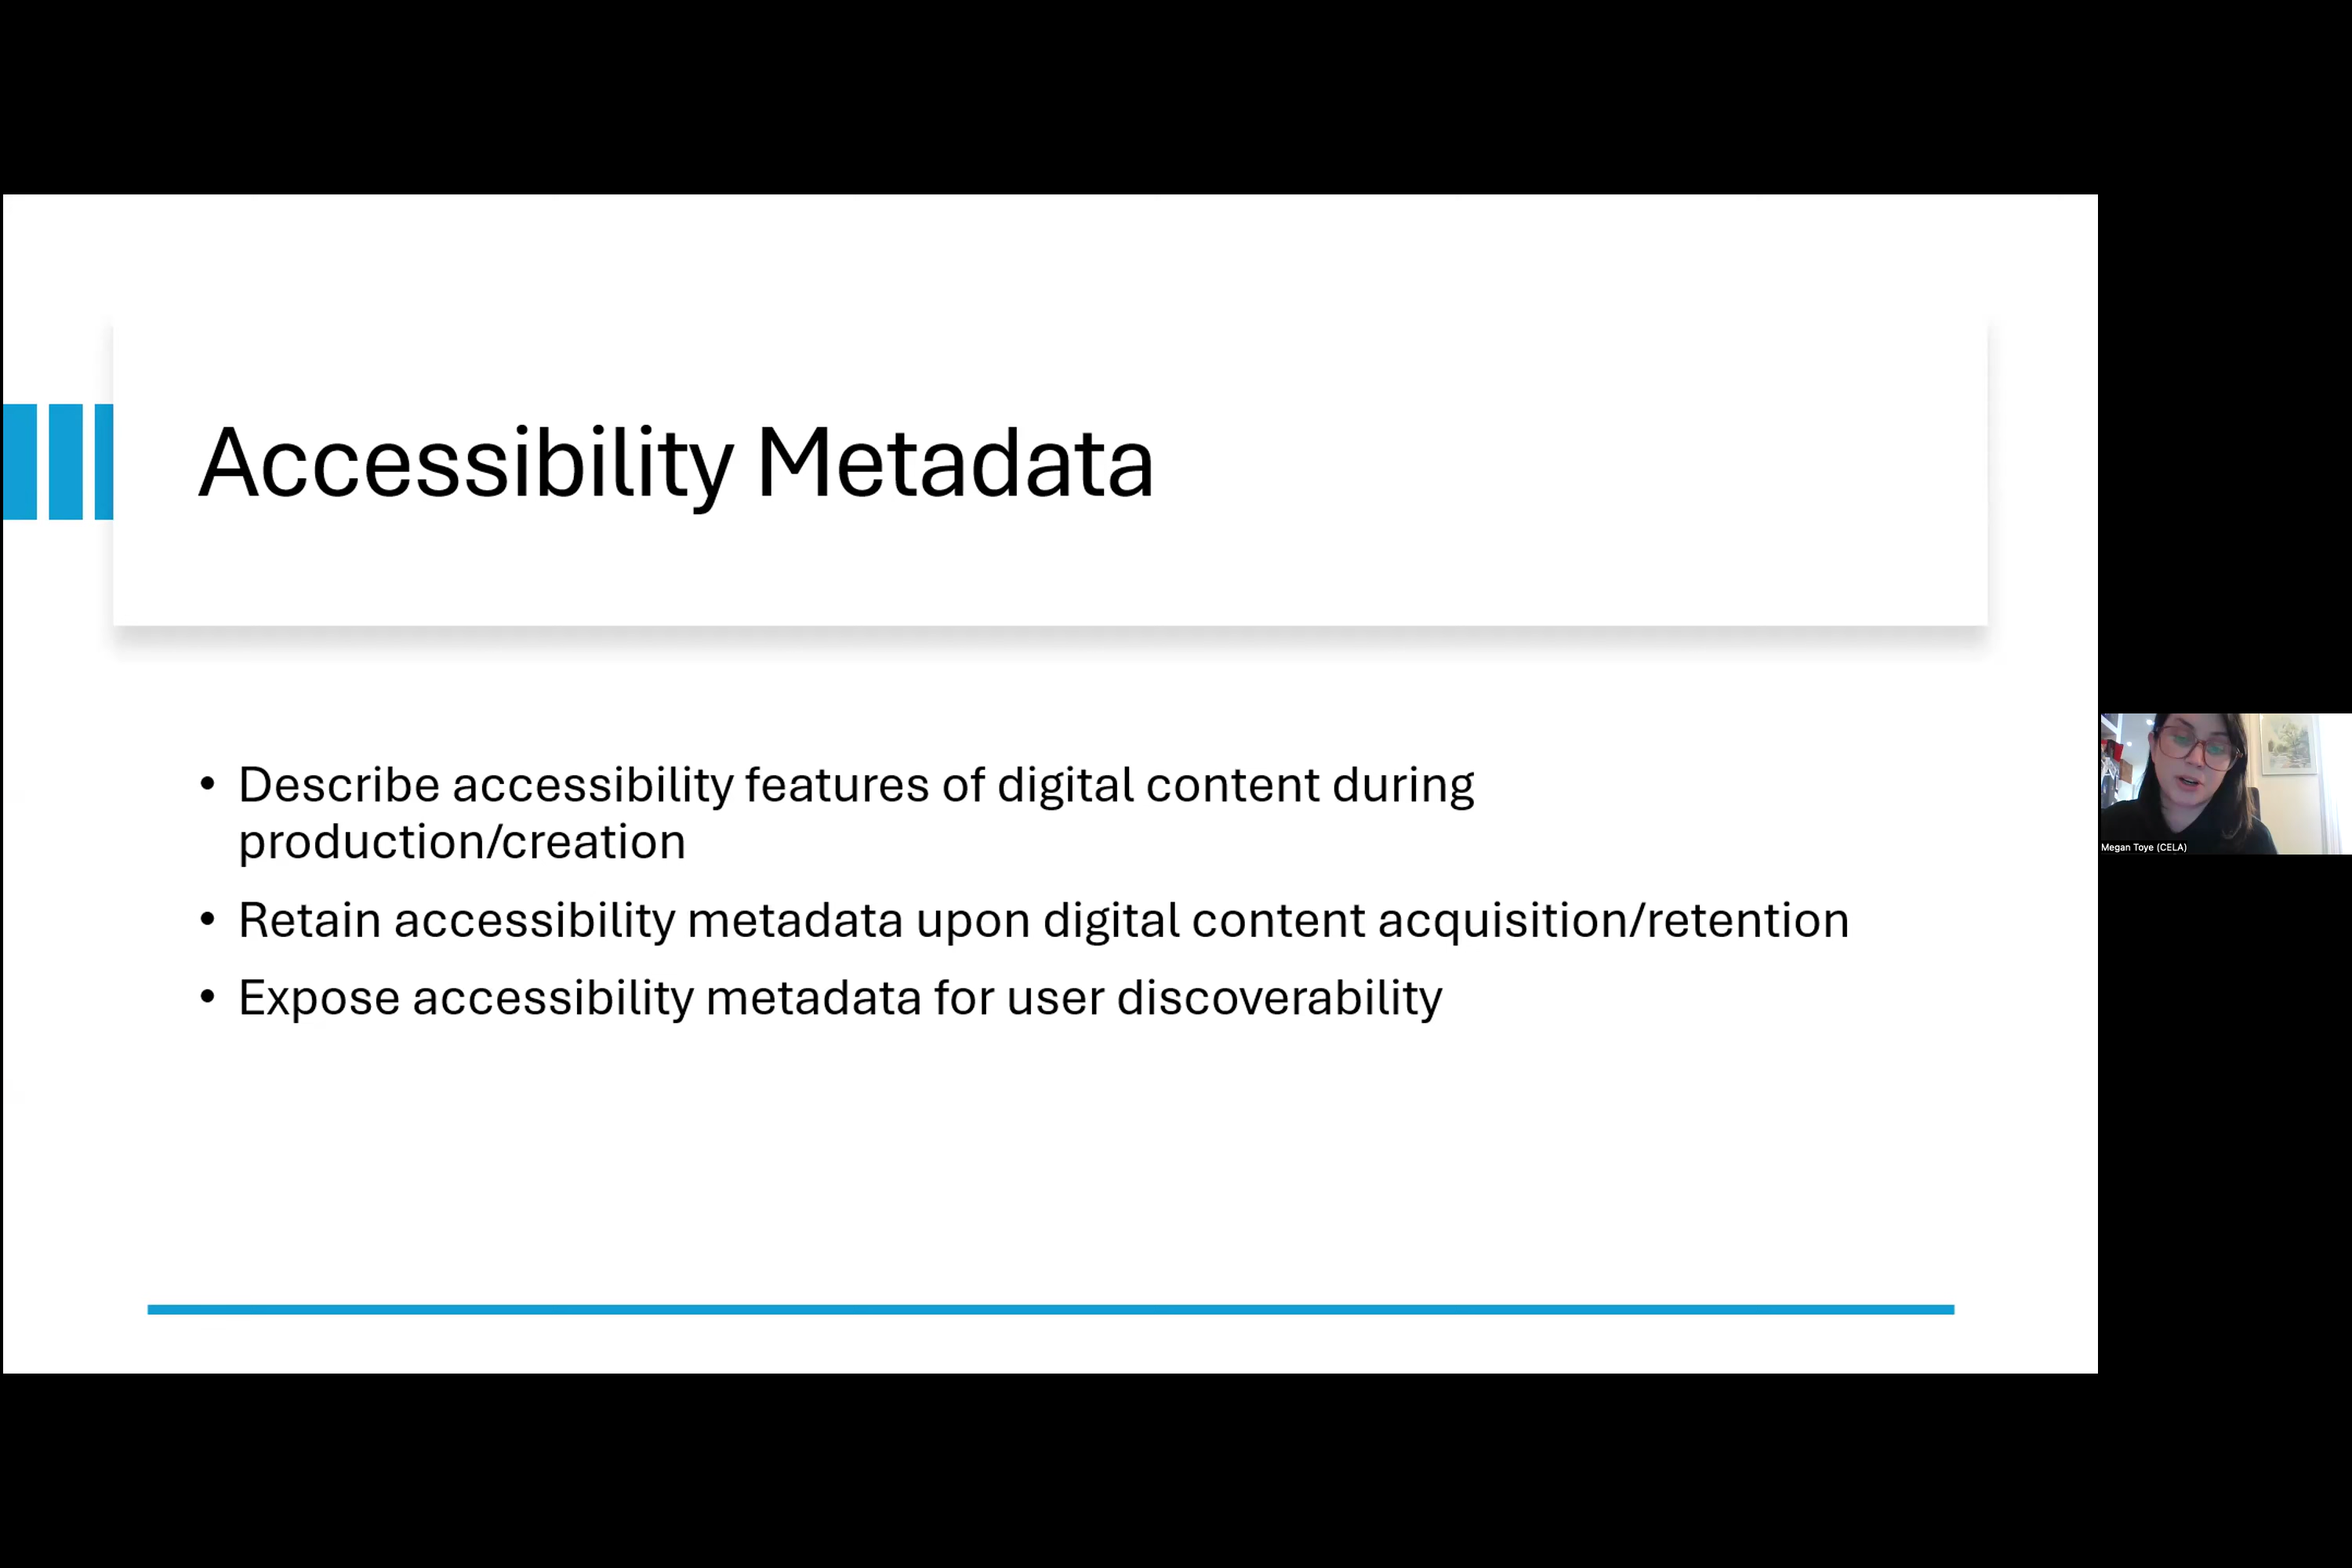 Accessibility Metadata
• Describe accessibility features of digital content during
production/creation
• Retain accessibility metadata upon digital content acquisition/retention
• Expose accessibility metadata for user discoverability
Megan Toye (CELA)